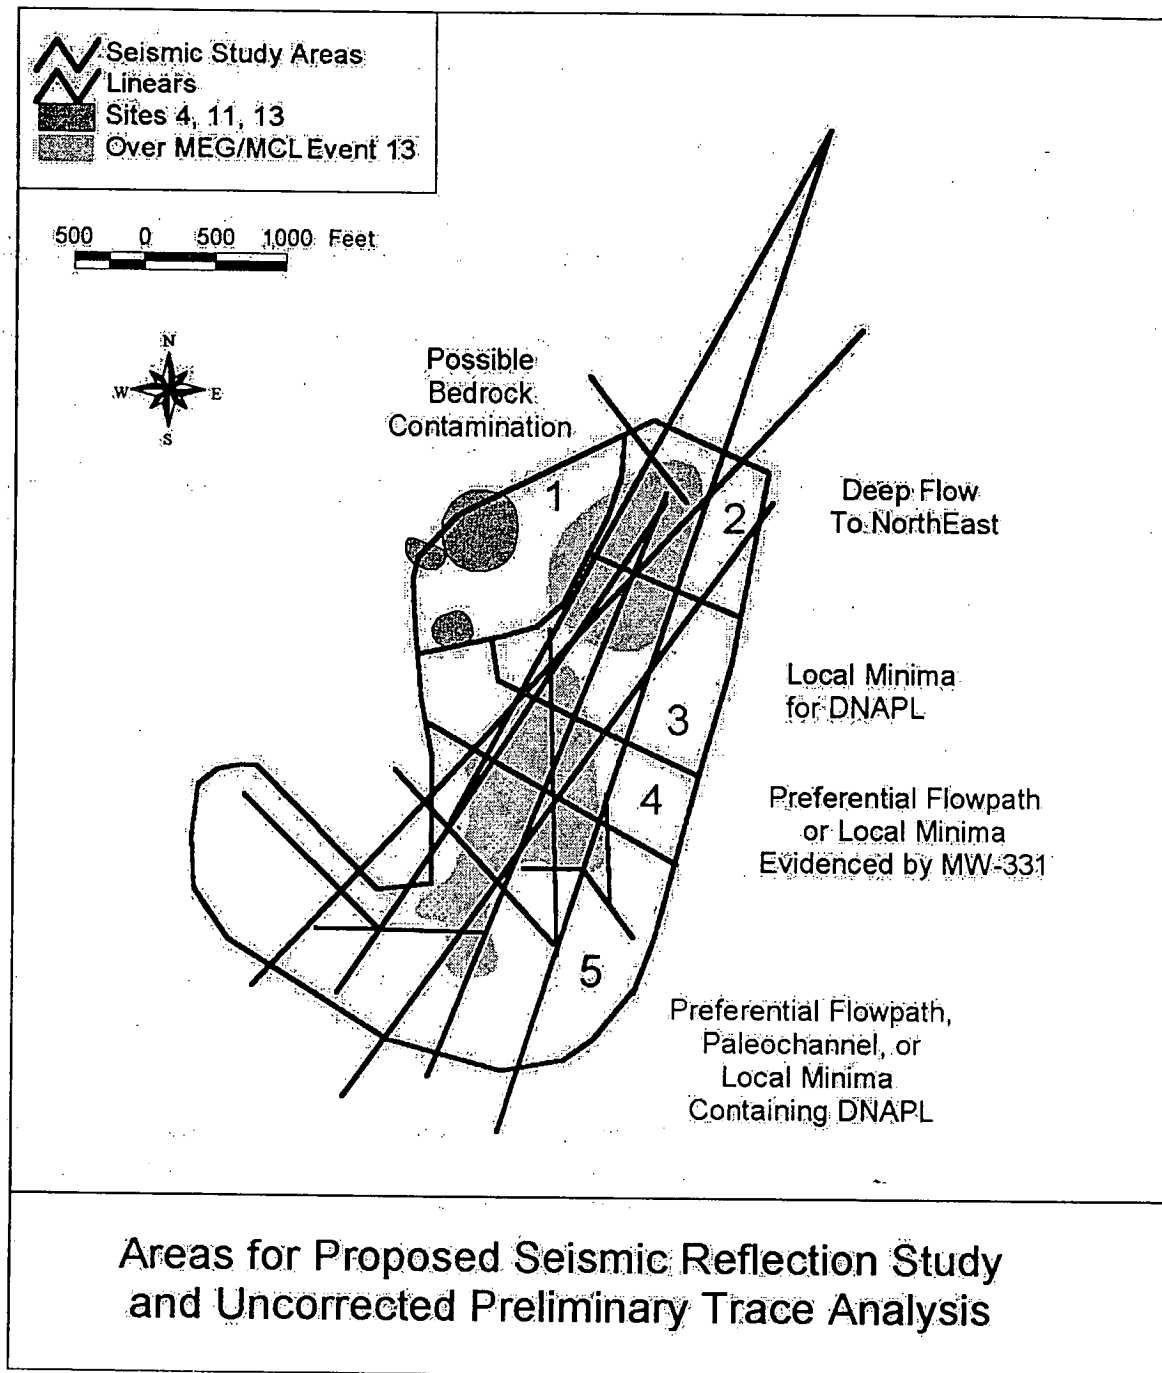 Seismic Study Areas
Linears
Sites 4, 11, 13
Over MEG/MCL Event 13
500 0 500 1000 Feet
N
W E
S
Possible
Bedrock
Contamination
1
2
Deep Flow
To NorthEast
Local Minima
for DNAPL
3
4
Preferential Flowpath
or Local Minima
Evidenced by MW-331
5
Preferential Flowpath,
Paleochannel, or
Local Minima
Containing DNAPL
Areas for Proposed Seismic Reflection Study
and Uncorrected Preliminary Trace Analysis